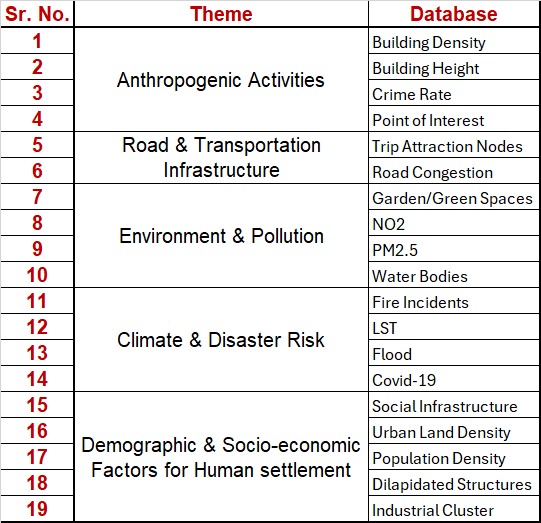 Sr. No. Theme Database
1 Anthropogenic Activities Building Density
2 Building Height
3 Crime Rate
4 Point of Interest
5 Road & Transportation Infrastructure Trip Attraction Nodes
6 Road Congestion
7 Environment & Pollution Garden/Green Spaces
8 NO2
9 PM2.5
10 Water Bodies
11 Climate & Disaster Risk Fire Incidents
12 LST
13 Flood
14 Covid-19
15 Demographic & Socio-economic Factors for Human settlement Social Infrastructure
16 Urban Land Density
17 Population Density
18 Dilapidated Structures
19 Industrial Cluster